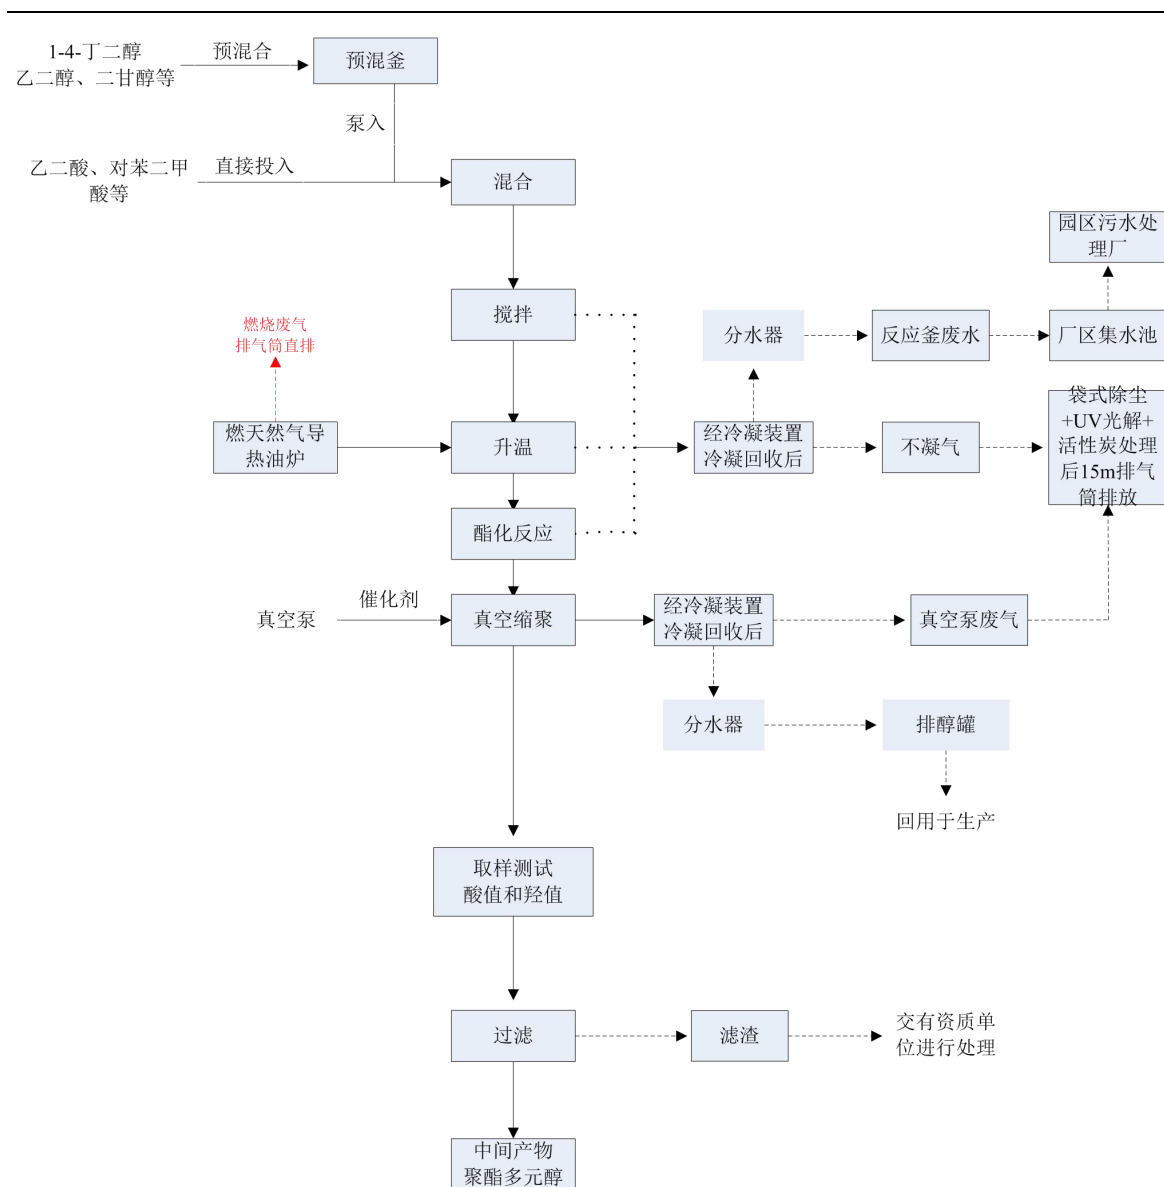 1-4-丁二醇
乙二醇、二甘醇等
预混合
预混釜
泵入
乙二酸、对苯二甲
酸等
直接投入
混合
园区污水处
理厂
搅拌
燃烧废气
排气筒直排
分水器
反应釜废水
厂区集水池
燃天然气导
热油炉
升温
经冷凝装置
冷凝回收后
不凝气
袋式除尘
+UV光解+
活性炭处理
后15m排气
筒排放
酯化反应
真空泵
催化剂
真空缩聚
经冷凝装置
冷凝回收后
真空泵废气
分水器
排醇罐
回用于生产
取样测试
酸值和羟值
过滤
滤渣
交有资质单
位进行处理
中间产物
聚酯多元醇